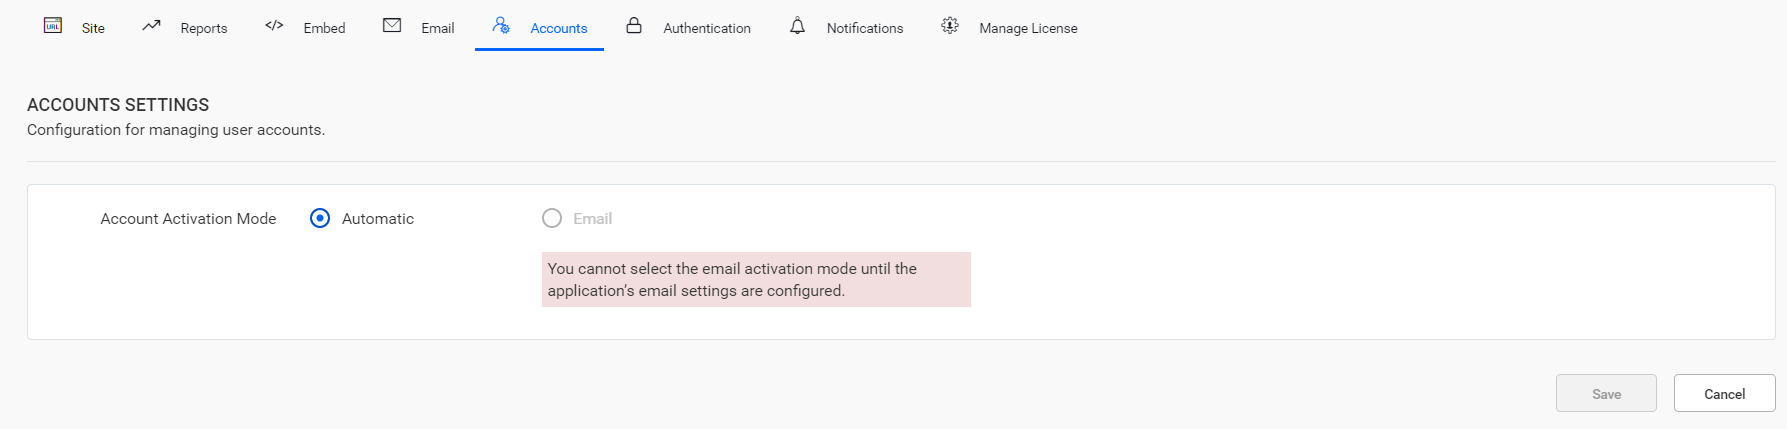 URL Site Reports </> Embed Email Accounts Authentication Notifications Manage License
ACCOUNTS SETTINGS
Configuration for managing user accounts.
Account Activation Mode Automatic Email
You cannot select the email activation mode until the
application's email settings are configured.
Save Cancel